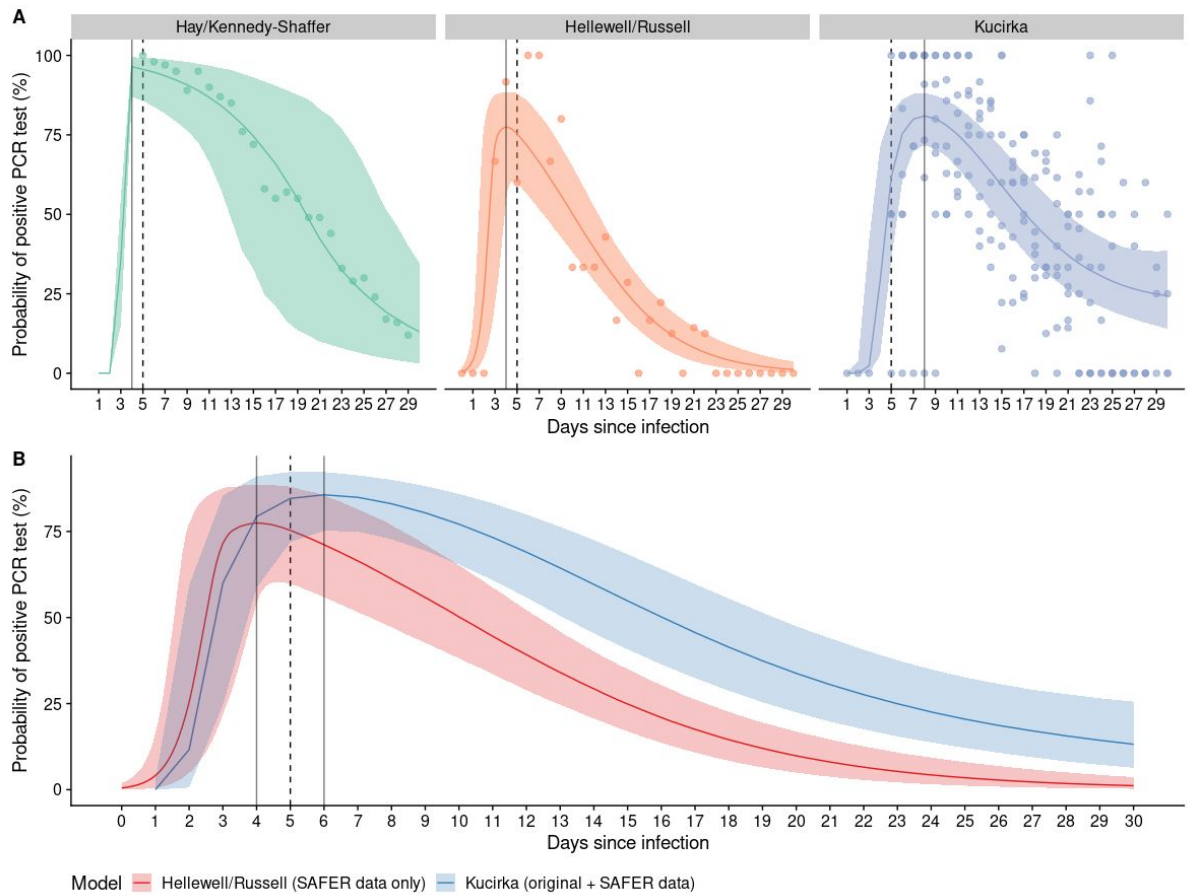 A
Hay/Kennedy-Shaffer
Hellewell/Russell
Kucirka
Probability of positive PCR test (%)
100
75
50
25
0
1 3 5 7 9 11 13 15 17 19 21 23 25 27 29
1 3 5 7 9 11 13 15 17 19 21 23 25 27 29
1 3 5 7 9 11 13 15 17 19 21 23 25 27 29
Days since infection
B
Probability of positive PCR test (%)
75
50
25
0
0 1 2 3 4 5 6 7 8 9 10 11 12 13 14 15 16 17 18 19 20 21 22 23 24 25 26 27 28 29 30
Days since infection
Model Hellewell/Russell (SAFER data only) Kucirka (original + SAFER data)